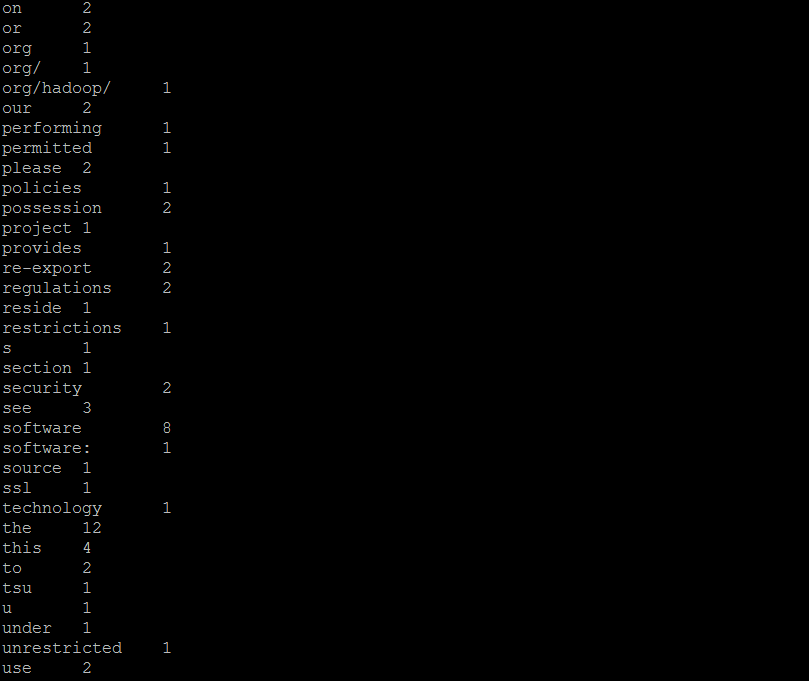 on 2
or 2
org 1
org/ 1
org/hadoop/ 1
our 2
performing 1
permitted 1
please 2
policies 1
possession 2
project 1
provides 1
re-export 2
regulations 2
reside 1
restrictions 1
s 1
section 1
security 2
see 3
software 8
software: 1
source 1
ssl 1
technology 1
the 12
this 4
to 2
tsu 1
u 1
under 1
unrestricted 1
use 2